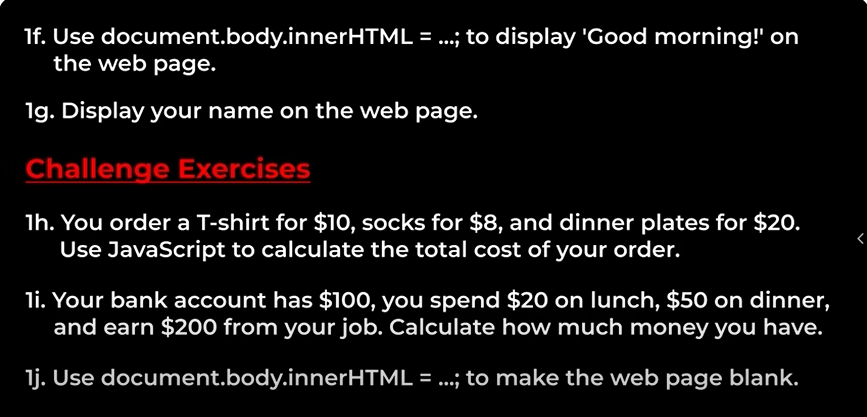 1f. Use document.body.innerHTML = ...; to display 'Good morning!' on
the web page.
1g. Display your name on the web page.
Challenge Exercises
1h. You order a T-shirt for $10, socks for $8, and dinner plates for $20.
Use JavaScript to calculate the total cost of your order.
1i. Your bank account has $100, you spend $20 on lunch, $50 on dinner,
and earn $200 from your job. Calculate how much money you have.
1j. Use document.body.innerHTML = ...; to make the web page blank.